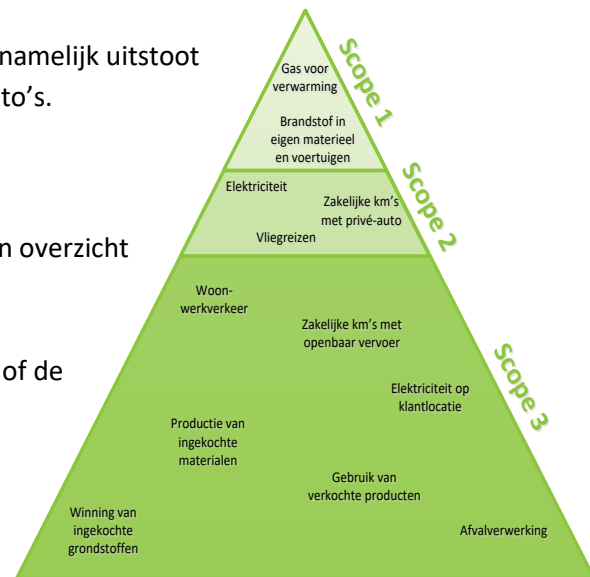 namelijk uitstoot
to's.
n overzicht
of de
Gas voor
verwarming
Brandstof in
eigen materieel
en voertuigen
Scope 1
Elektriciteit
Zakelijke km's
met privé-auto
Vliegreizen
Scope 2
Woon-
werkverkeer
Zakelijke km's met
openbaar vervoer
Elektriciteit op
klantlocatie
Scope 3
Productie van
ingekochte
materialen
Gebruik van
verkochte producten
Winning van
ingekochte
grondstoffen
Afvalverwerking